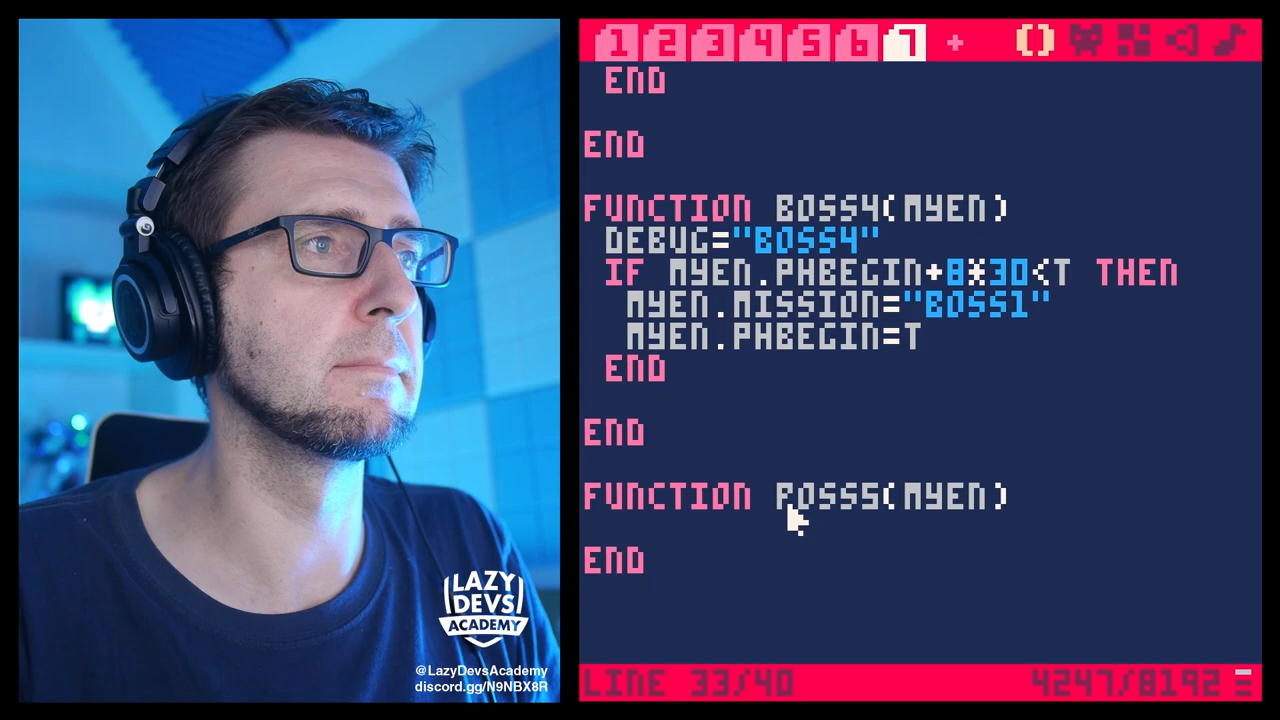 1 2 3 4 5 6 7 + ()
END
END
FUNCTION BOSS4(MYEN)
DEBUG="BOSS4"
IF MYEN.PHBEGIN+8*30<T THEN
MYEN.MISSION="BOSS1"
MYEN.PHBEGIN=T
END
END
FUNCTION BOSS5(MYEN)
END
LINE 33/40 4247/8192
LAZY
DEVS
ACADEMY
@LazyDevsAcademy
discord.gg/N9NBX8R